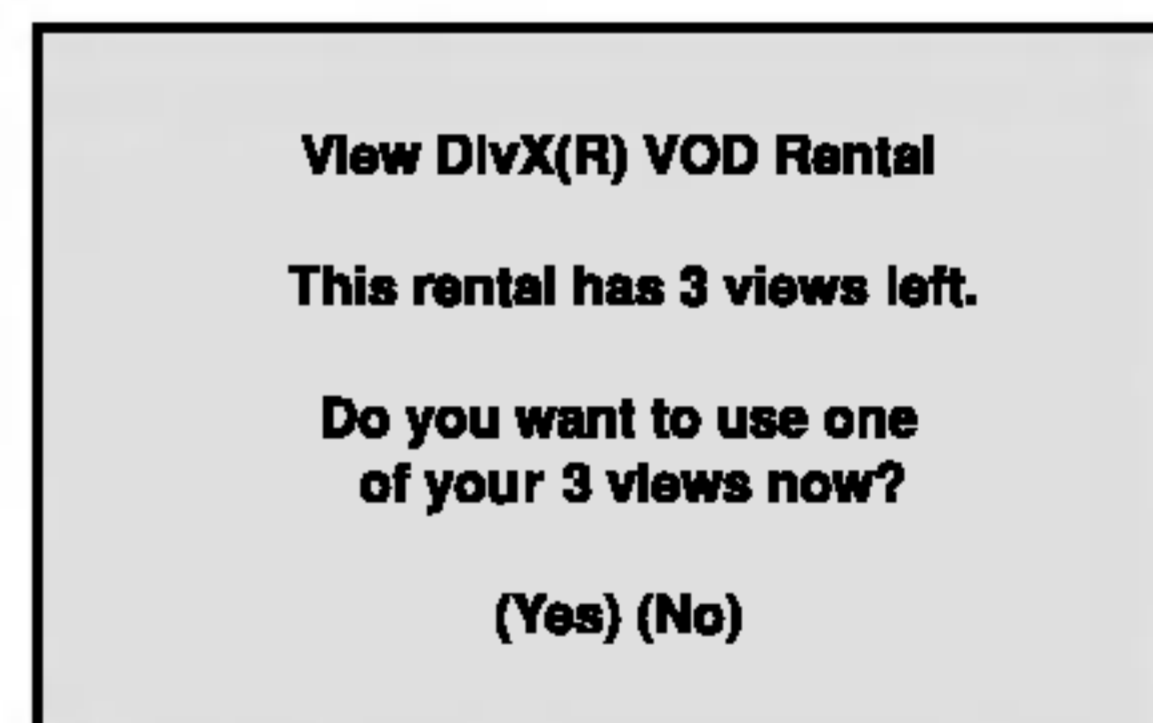 View DivX(R) VOD Rental
This rental has 3 views left.
Do you want to use one
of your 3 views now?
(Yes) (No)